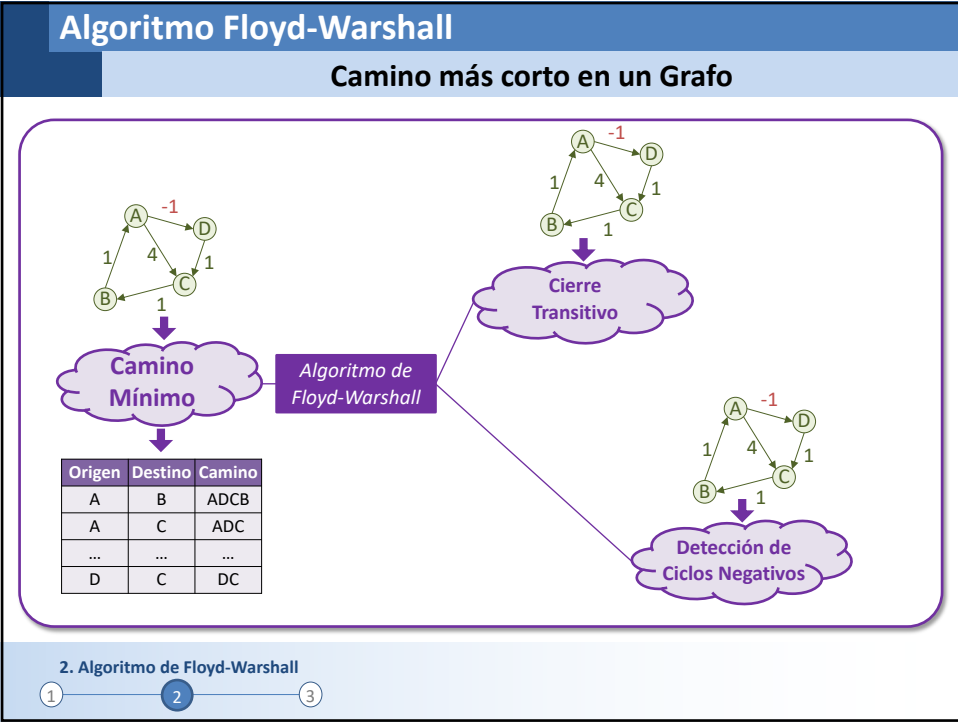 Algoritmo Floyd-Warshall
Camino más corto en un Grafo
A
-1
D
1
4
1
C
B
1
Camino
Mínimo
Origen Destino Camino
A B ADCB
A C ADC
... ... ...
D C DC
Algoritmo de
Floyd-Warshall
A
-1
D
1
4
1
C
B
1
Cierre
Transitivo
A
-1
D
1
4
1
C
B
1
Detección de
Ciclos Negativos
2. Algoritmo de Floyd-Warshall
1 2 3